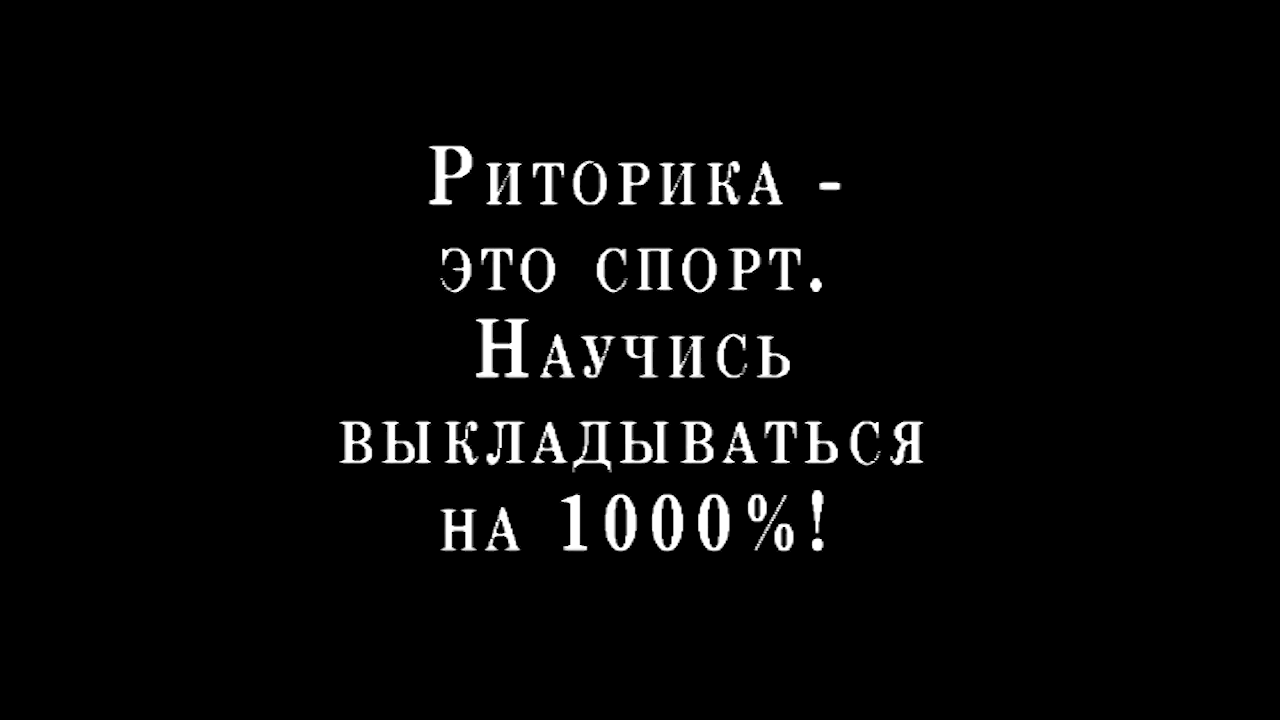 Риторика -
это спорт.
Научись
выкладываться
на 1000%!